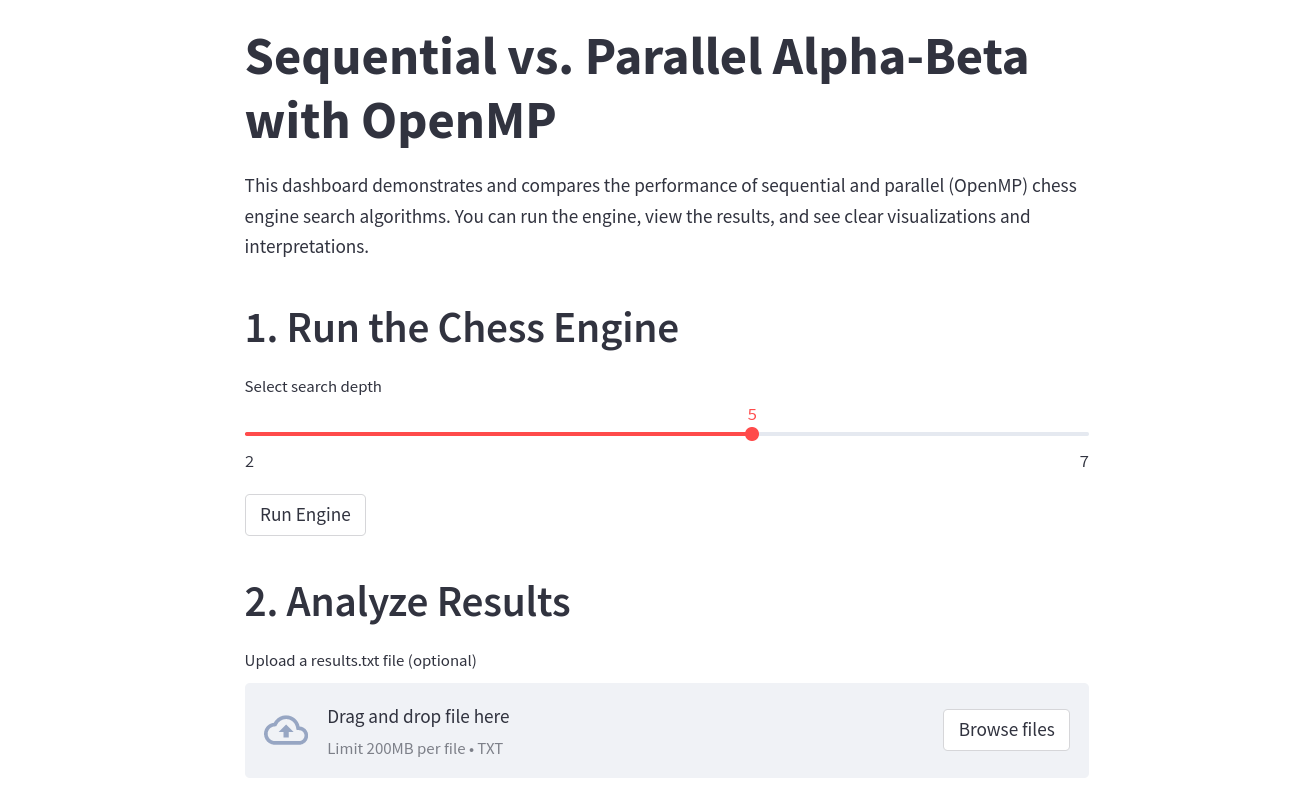 Sequential vs. Parallel Alpha-Beta
with OpenMP
This dashboard demonstrates and compares the performance of sequential and parallel (OpenMP) chess
engine search algorithms. You can run the engine, view the results, and see clear visualizations and
interpretations.
1. Run the Chess Engine
Select search depth
5
2 7
Run Engine
2. Analyze Results
Upload a results.txt file (optional)
Drag and drop file here
Limit 200MB per file • TXT
Browse files